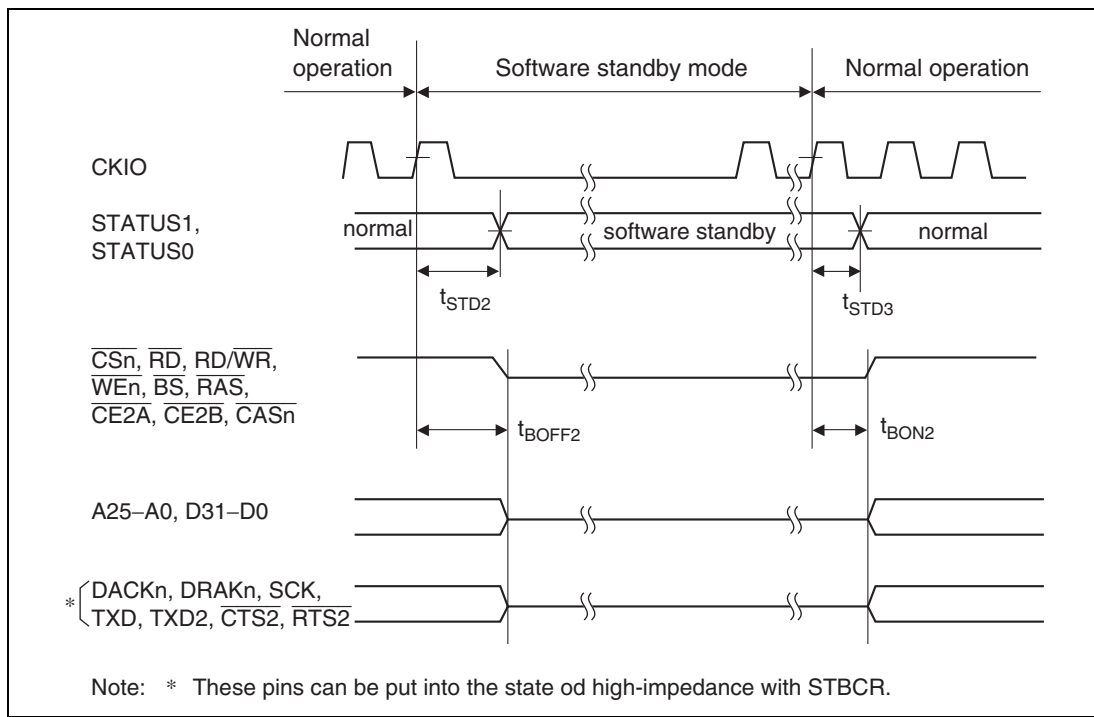 Normal
operation
Software standby mode
Normal operation
CKIO
STATUS1,
STATUS0
normal
software standby
normal
tSTD2
tSTD3
CSn, RD, RD/WR,
WEn, BS, RAS,
CE2A, CE2B, CASn
tBOFF2
tBON2
A25–A0, D31–D0
* DACKn, DRAKn, SCK,
TXD, TXD2, CTS2, RTS2
Note: * These pins can be put into the state od high-impedance with STBCR.